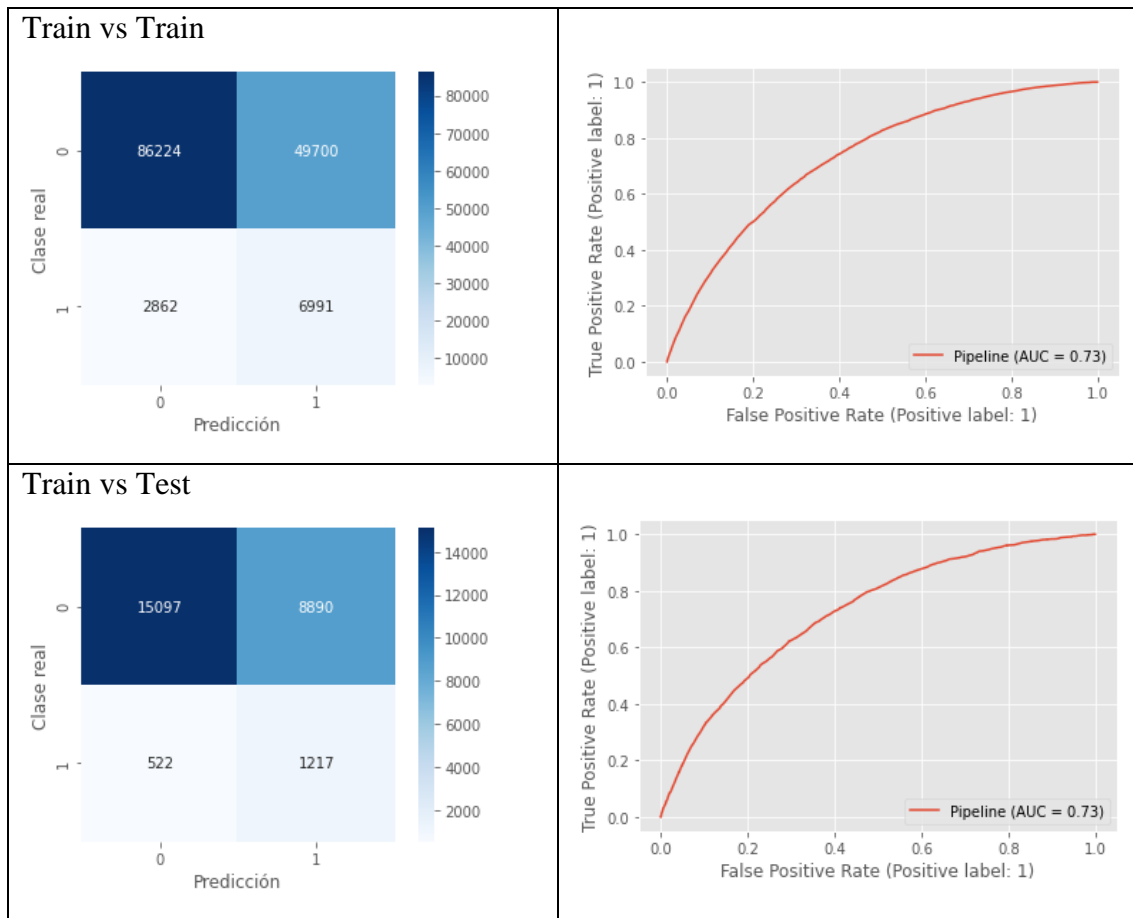 Train vs Train
86224 49700
2862 6991
0
1
Clase real
0 1
Predicción
80000
70000
60000
50000
40000
30000
20000
10000
1.0
0.8
0.6
0.4
0.2
0.0
True Positive Rate (Positive label: 1)
Pipeline (AUC = 0.73)
0.0 0.2 0.4 0.6 0.8 1.0
False Positive Rate (Positive label: 1)
Train vs Test
15097 8890
522 1217
0
1
Clase real
0 1
Predicción
14000
12000
10000
8000
6000
4000
2000
1.0
0.8
0.6
0.4
0.2
0.0
True Positive Rate (Positive label: 1)
Pipeline (AUC = 0.73)
0.0 0.2 0.4 0.6 0.8 1.0
False Positive Rate (Positive label: 1)